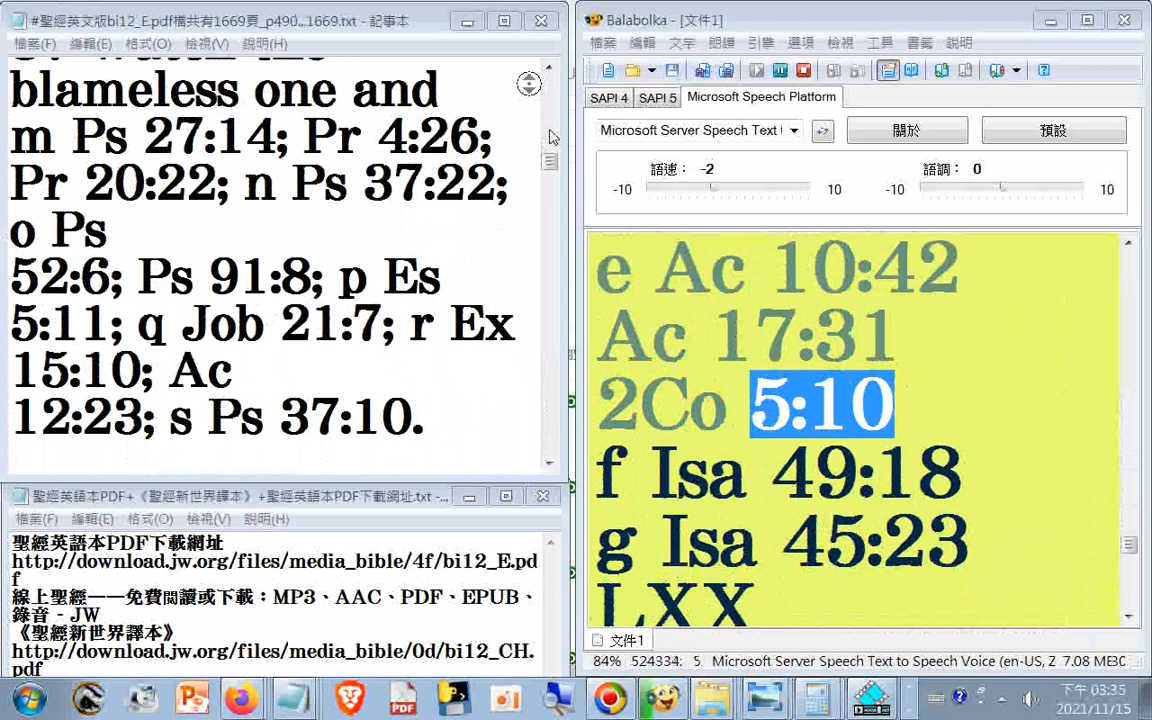 #聖經英文版bi12_E.pdf檔共有1669頁_p490...1669.txt - 記事本
檔案(F) 編輯(E) 格式(O) 檢視(V) 說明(H)
blameless one and
m Ps 27:14; Pr 4:26;
Pr 20:22; n Ps 37:22;
o Ps
52:6; Ps 91:8; p Es
5:11; q Job 21:7; r Ex
15:10; Ac
12:23; s Ps 37:10.
聖經英語本PDF+《聖經新世界譯本》+聖經英語本PDF下載網址.txt -...
檔案(F) 編輯(E) 格式(O) 檢視(V) 說明(H)
聖經英語本PDF下載網址
http://download.jw.org/files/media_bible/4f/bi12_E.pd
f
線上聖經——免費閱讀或下載：MP3、AAC、PDF、EPUB、
錄音 - JW
《聖經新世界譯本》
http://download.jw.org/files/media_bible/0d/bi12_CH.
pdf
Balabolka - [文件1]
檔案 編輯 文字 朗讀 引擎 選項 檢視 工具 書籤 說明
SAPI 4 SAPI 5 Microsoft Speech Platform
Microsoft Server Speech Text 關於 預設
語速： -2 語調： 0
-10 10 -10 10
e Ac 10:42
Ac 17:31
2Co 5:10
f Isa 49:18
g Isa 45:23
LXX
文件1
84% 524334: 5 Microsoft Server Speech Text to Speech Voice (en-US, Z 7.08 MB
PDF
下午 03:35
2021/11/15